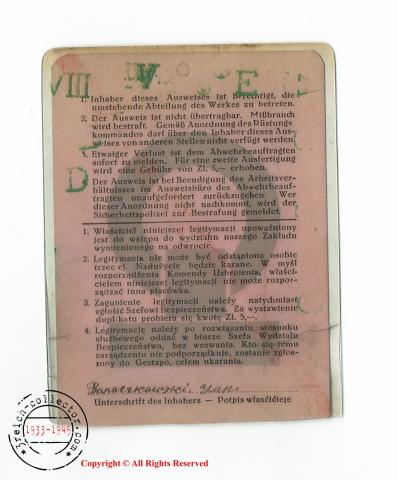 VIII V E
1. Inhaber dieses Ausweises ist berechtigt, die
umstehende Abteilung des Werkes zu betreten.
2. Der Ausweis ist nicht übertragbar. Mißbrauch
wird bestraft. Gemäß Anordnung des Rüstungs
kommandos darf über den Inhaber dieses Aus-
weises von anderen Stellen nicht verfügt werden
3. Etwaiger Verlust ist dem Abwehrbeauftragten
sofort zu melden. Für eine zweite Ausfertigung
wird eine Gebühr von Zl. 5,— erhoben.
D
Der Ausweis ist bei Beendigung des Arbeitsver-
hältnisses im Ausweisbüro des Abwehrbeauf-
tragten unaufgefordert zurückzugeben. Wer
dieser Anordnung nicht nachkommt, wird der
Sicherheitspolizei zur Bestrafung gemeldet.
1. Właściciel niniejszej legitymacji upoważniony
jest do wstępu do wydziału naszego Zakładu
wymienionego na odwrocie.
2. Legitymacja nie może być odstąpiona osobie
trzeciej. Nadużycie będzie karane. W myśl
rozporządzenia Komendy Uzbrojenia, właści-
cielem niniejszej legitymacji nie może rozpo-
rządzać inna placówka.
3. Zagubienie legitymacji należy natychmiast
zgłosić Szefowi Bezpieczeństwa. Za wystawienie
duplikatu pobiera się kwotę Zł. 5,—.
4. Legitymację należy po rozwiązaniu stosunku
służbowego oddać w biurze Szefa Wydziału
Bezpieczeństwa, bez wezwania. Kto się temu
zarządzeniu nie podporządkuje, zostanie zgło-
szony do Gestapo, celem ukarania.
Unterschrift des Inhabers — Potpis właścićieje
3reich-collector.com
1933-1945
Copyright © All Rights Reserved